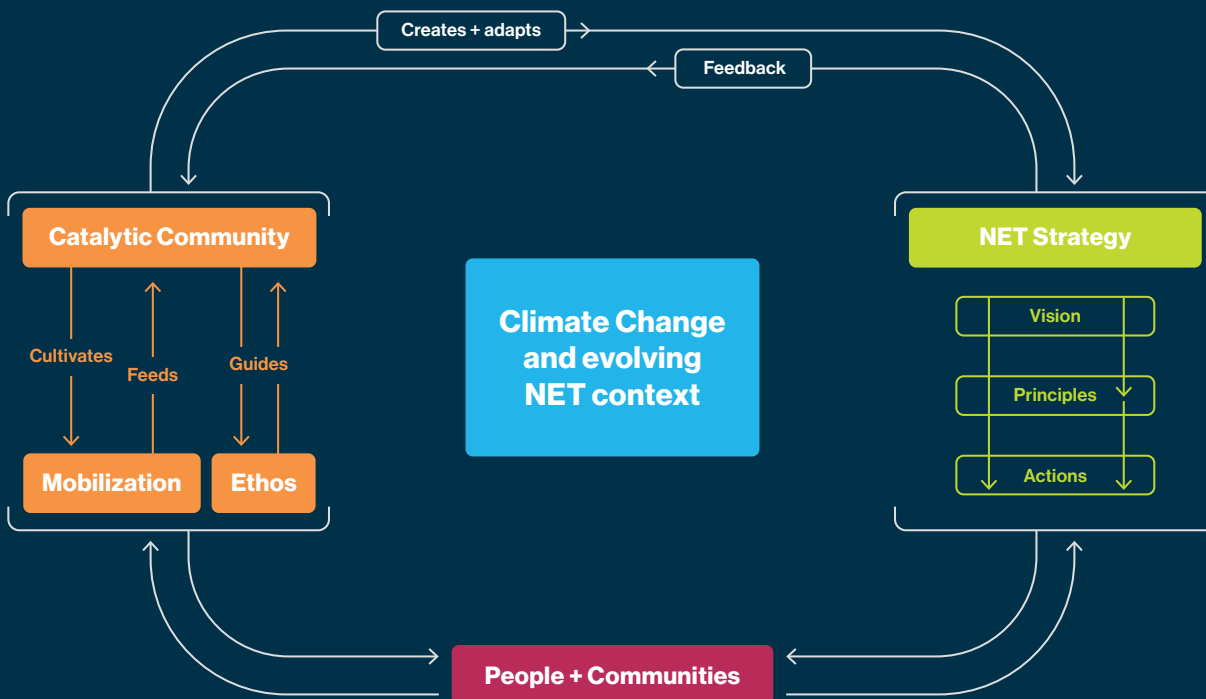 Creates + adapts
Feedback
Catalytic Community
NET Strategy
Climate Change
and evolving
NET context
Vision
Cultivates
Feeds
Guides
Principles
Mobilization
Ethos
Actions
People + Communities